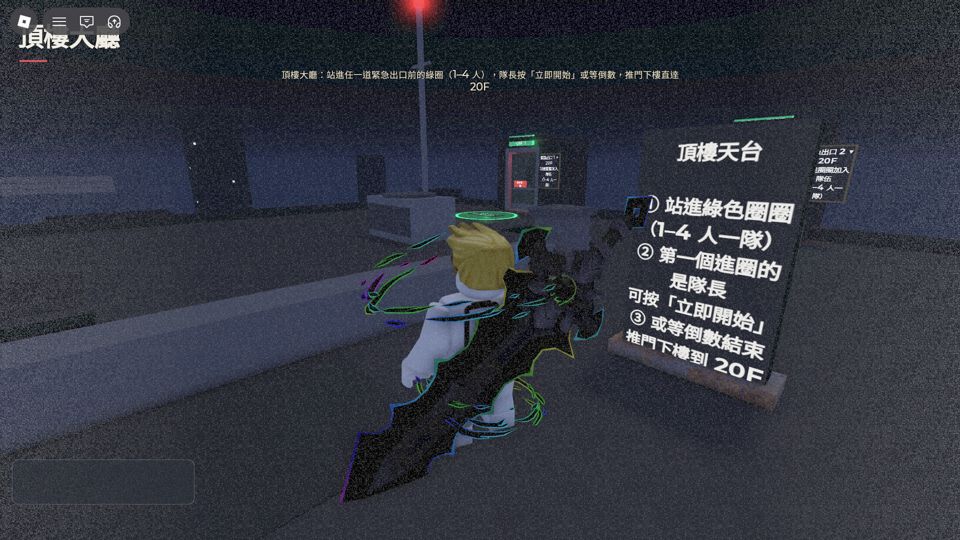 頂樓大廳
頂樓大廳：站進任一道緊急出口前的綠圈（1–4 人），隊長按「立即開始」或等倒數，推門下樓直達
20F
頂樓天台
① 站進綠色圈圈
（1–4 人一隊）
② 第一個進圈的
是隊長
可按「立即開始」
③ 或等倒數結束
推門下樓到 20F
出口 2
20F
隊伍